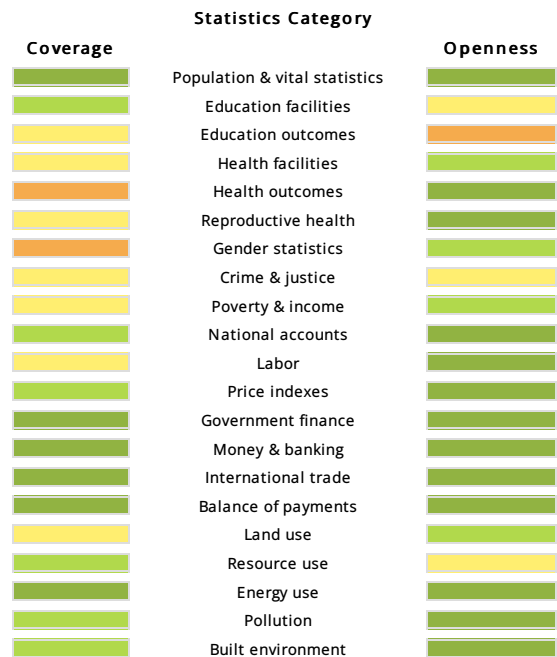 Statistics Category
Coverage Openness
Population & vital statistics
Education facilities
Education outcomes
Health facilities
Health outcomes
Reproductive health
Gender statistics
Crime & justice
Poverty & income
National accounts
Labor
Price indexes
Government finance
Money & banking
International trade
Balance of payments
Land use
Resource use
Energy use
Pollution
Built environment